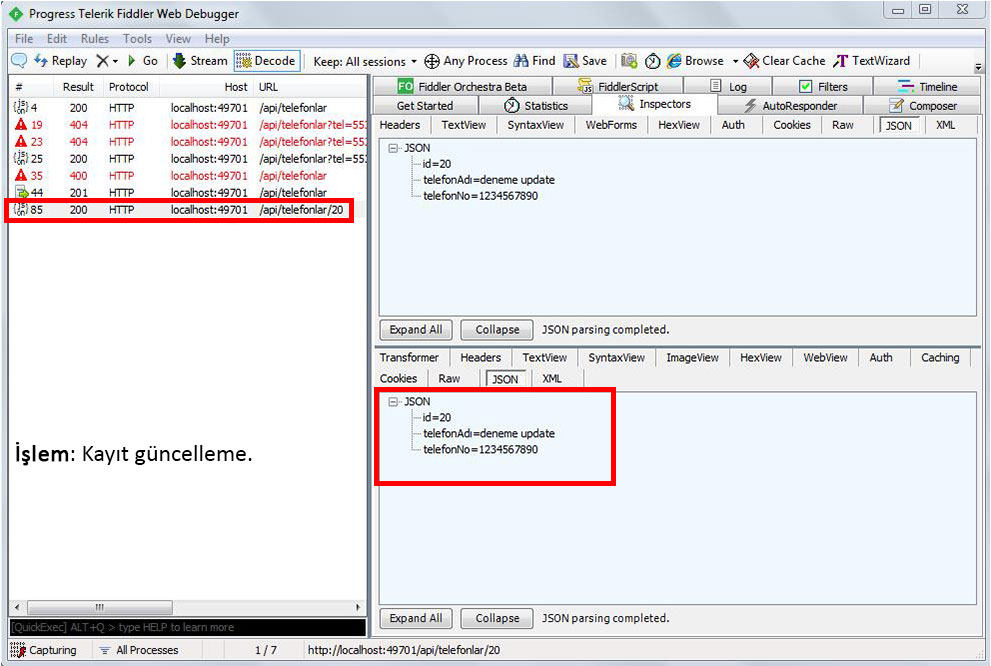 Progress Telerik Fiddler Web Debugger
File Edit Rules Tools View Help
Replay Go Stream Decode Keep: All sessions Any Process Find Save Browse Clear Cache TextWizard
# Result Protocol Host URL
4 200 HTTP localhost:49701 /api/telefonlar
19 404 HTTP localhost:49701 /api/telefonlar?tel=553
23 404 HTTP localhost:49701 /api/telefonlar?tel=553
25 200 HTTP localhost:49701 /api/telefonlar?tel=553
35 400 HTTP localhost:49701 /api/telefonlar
44 201 HTTP localhost:49701 /api/telefonlar
85 200 HTTP localhost:49701 /api/telefonlar/20
İşlem: Kayıt güncelleme.
[QuickExec] ALT+Q > type HELP to learn more
FO Fiddler Orchestra Beta FiddlerScript Log Filters Timeline
Get Started Statistics Inspectors AutoResponder Composer
Headers TextView SyntaxView WebForms HexView Auth Cookies Raw JSON XML
JSON
id=20
telefonAdı=deneme update
telefonNo=1234567890
Expand All Collapse JSON parsing completed.
Transformer Headers TextView SyntaxView ImageView HexView WebView Auth Caching
Cookies Raw JSON XML
JSON
id=20
telefonAdı=deneme update
telefonNo=1234567890
Expand All Collapse JSON parsing completed.
Capturing All Processes 1 / 7 http://localhost:49701/api/telefonlar/20